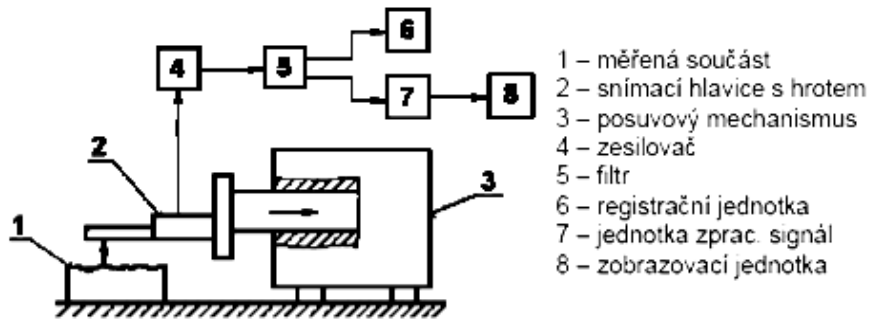 6
4
5
7
8
2
3
1
1 – měřená součást
2 – snímací hlavice s hrotem
3 – posuvový mechanismus
4 – zesilovač
5 – filtr
6 – registrační jednotka
7 – jednotka zprac. signál
8 – zobrazovací jednotka